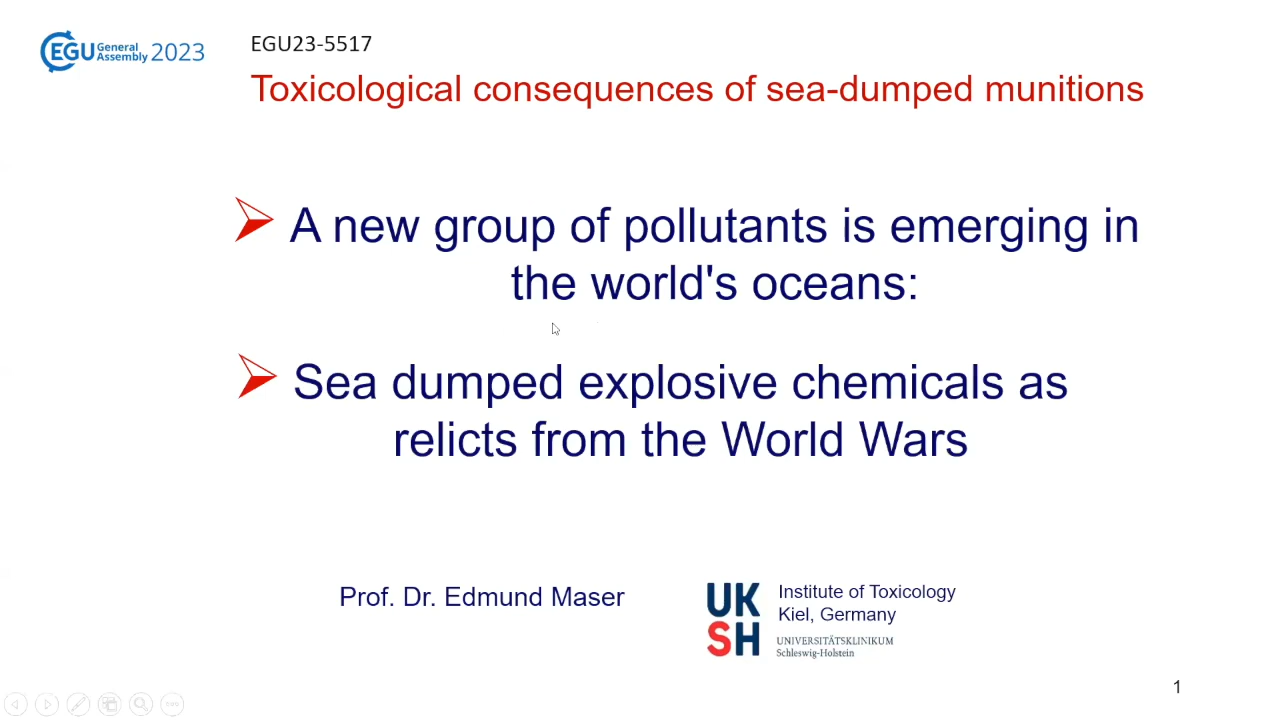 EGU General Assembly 2023
EGU23-5517
Toxicological consequences of sea-dumped munitions
A new group of pollutants is emerging in
the world's oceans:
Sea dumped explosive chemicals as
relicts from the World Wars
Prof. Dr. Edmund Maser
UK
SH
Institute of Toxicology
Kiel, Germany
UNIVERSITÄTSKLINIKUM
Schleswig-Holstein
1